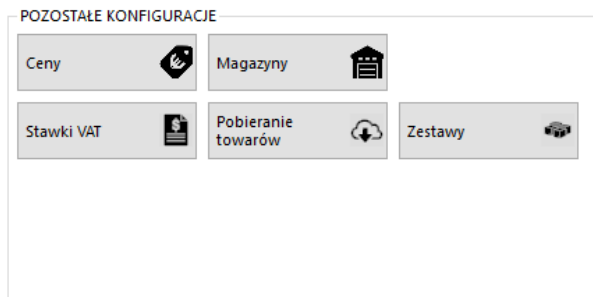 POZOSTAŁE KONFIGURACJE
Ceny
Magazyny
Stawki VAT
Pobieranie
towarów
Zestawy